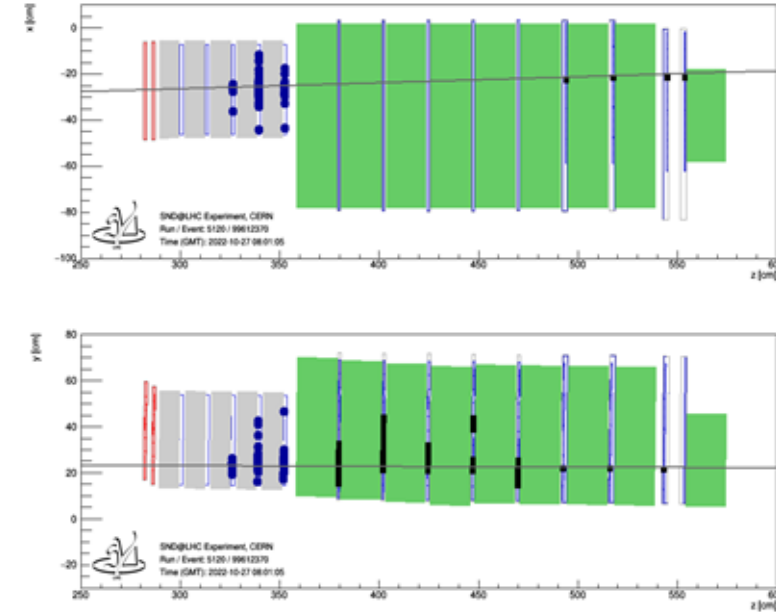 x [cm]
0
−20
−40
−60
−80
−100
SND@LHC Experiment, CERN
Run / Event: 5120 / 99612370
Time (GMT): 2022-10-27 08:01:05
250 300 350 400 450 500 550
z [cm]
y [cm]
80
60
40
20
0
−20
SND@LHC Experiment, CERN
Run / Event: 5120 / 99612370
Time (GMT): 2022-10-27 08:01:05
250 300 350 400 450 500 550
z [cm]